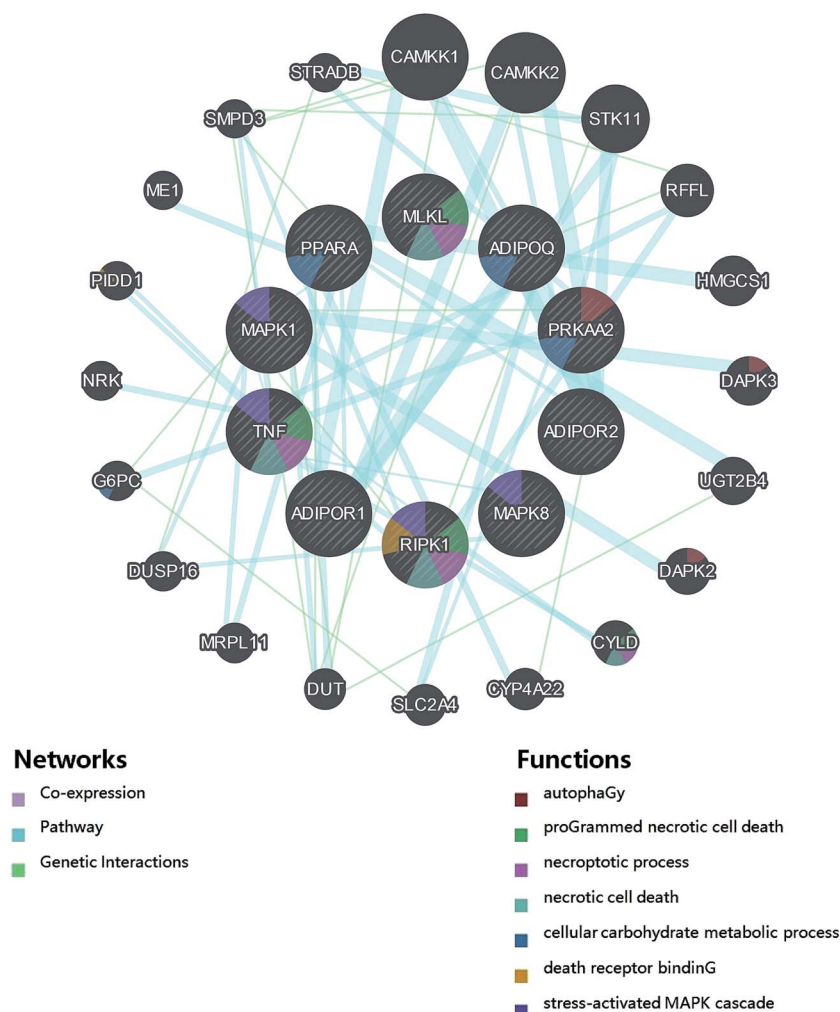 CAMKK1
CAMKK2
STRADB
STK11
SMPD3
ME1
RFFL
MLKL
PPARA
ADIPOQ
PIDD1
HMGCS1
MAPK1
PRKAA2
NRK
DAPK3
TNF
ADIPOR2
G6PC
UGT2B4
ADIPOR1
MAPK8
RIPK1
DUSP16
DAPK2
MRPL11
CYLD
DUT
SLC2A4
CYP4A22
Networks
Co-expression
Pathway
Genetic Interactions
Functions
autophaGy
proGrammed necrotic cell death
necroptotic process
necrotic cell death
cellular carbohydrate metabolic process
death receptor bindinG
stress-activated MAPK cascade